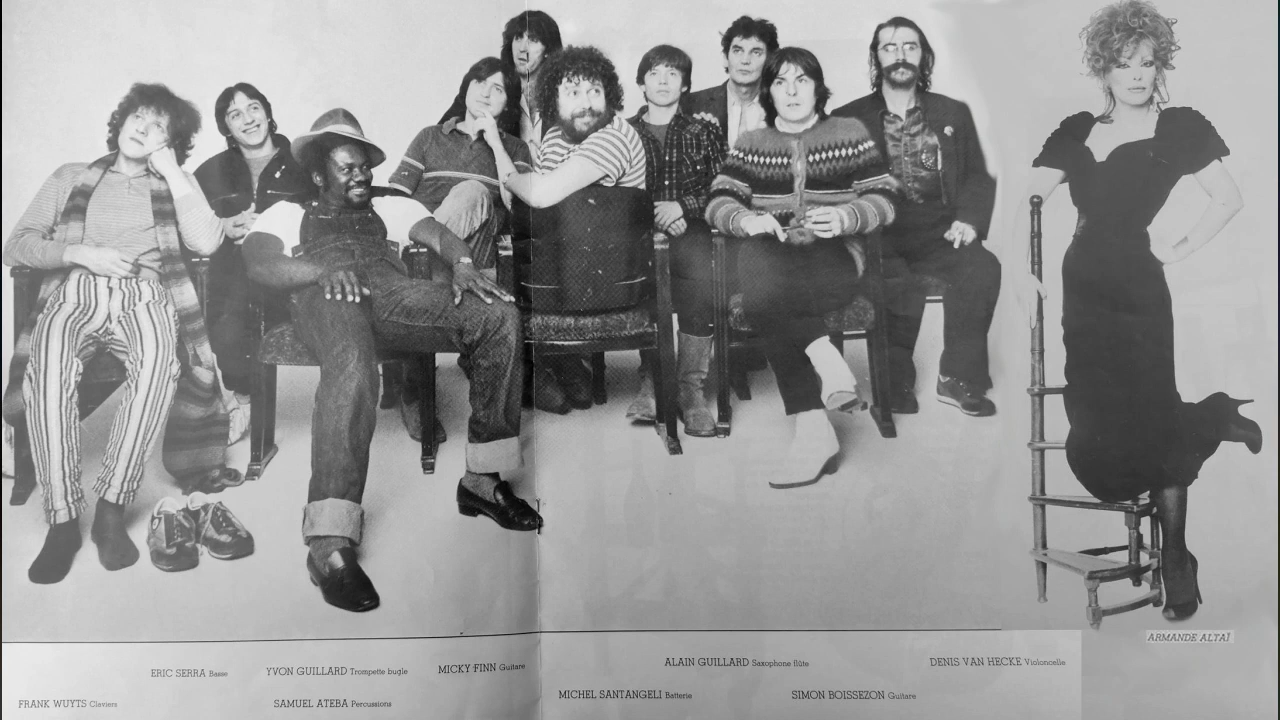 ARMANDE ALTAÏ
ERIC SERRA Basse
YVON GUILLARD Trompette bugle
MICKY FINN Guitare
ALAIN GUILLARD Saxophone flûte
DENIS VAN HECKE Violoncelle
FRANK WUYTS Claviers
SAMUEL ATEBA Percussions
MICHEL SANTANGELI Batterie
SIMON BOISSEZON Guitare